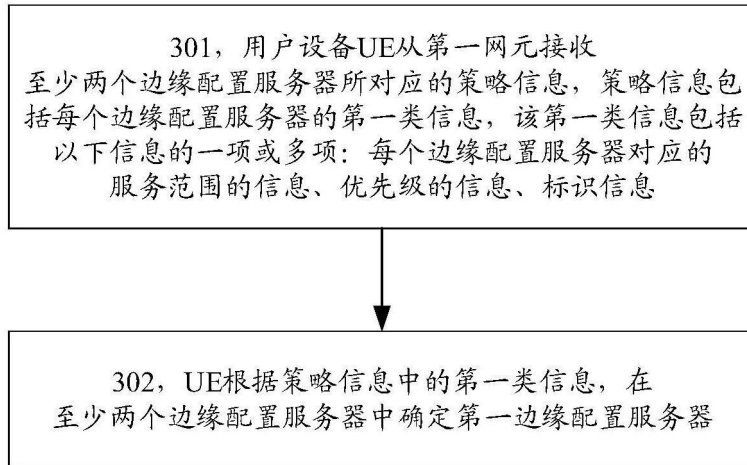 301，用户设备UE从第一网元接收
至少两个边缘配置服务器所对应的策略信息，策略信息包
括每个边缘配置服务器的第一类信息，该第一类信息包括
以下信息的一项或多项：每个边缘配置服务器对应的
服务范围的信息、优先级的信息、标识信息
302，UE根据策略信息中的第一类信息，在
至少两个边缘配置服务器中确定第一边缘配置服务器